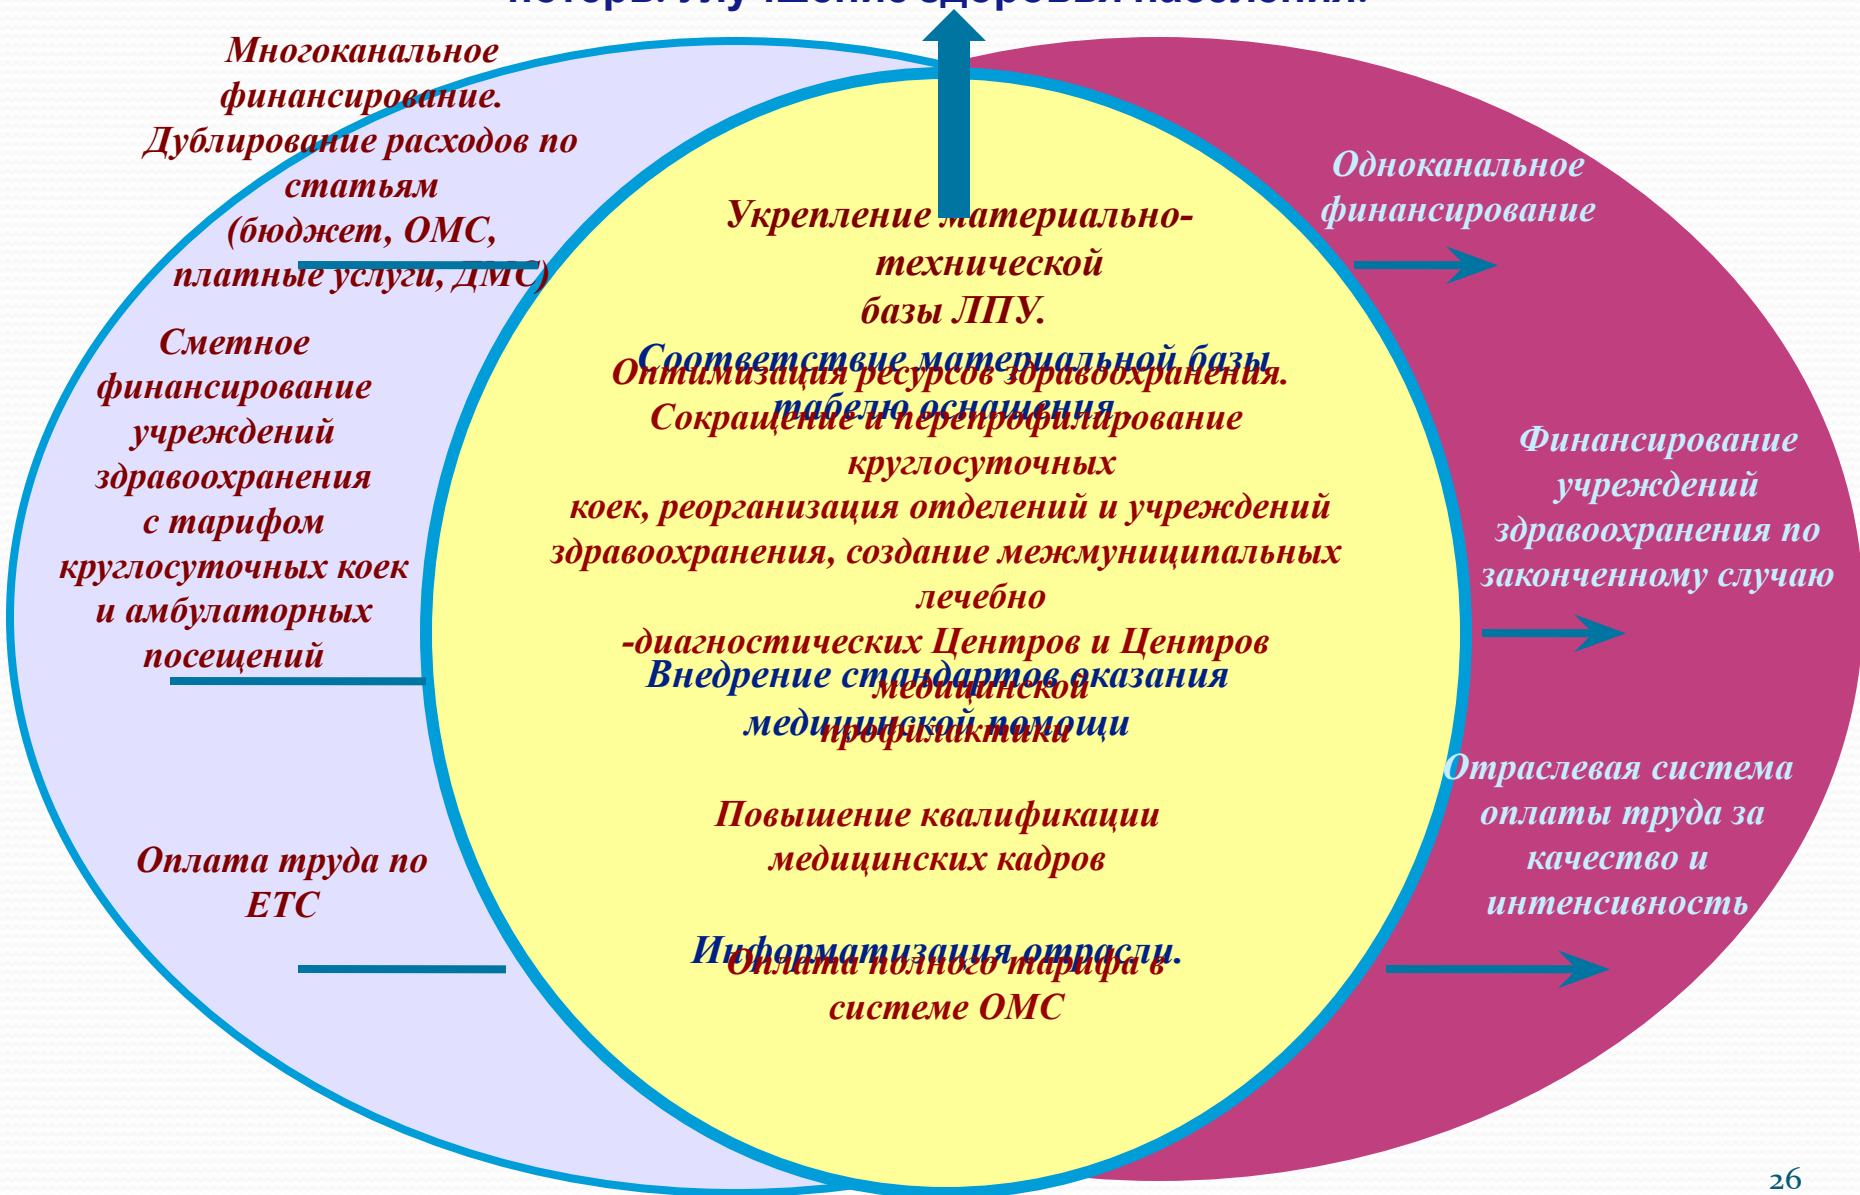 потерь. Улучшение здоровья населения.
Многоканальное
финансирование.
Дублирование расходов по
статьям
(бюджет, ОМС,
платные услуги, ДМС)
Сметное
финансирование
учреждений
здравоохранения
с тарифом
круглосуточных коек
и амбулаторных
посещений
Оплата труда по
ЕТС
Укрепление материально-
технической
базы ЛПУ.
Соответствие материальной базы
табелю оснащения
Оптимизация ресурсов здравоохранения.
Сокращение и перепрофилирование
круглосуточных
коек, реорганизация отделений и учреждений
здравоохранения, создание межмуниципальных
лечебно
-диагностических Центров и Центров
медицинской
профилактики
Внедрение стандартов оказания
медицинской помощи
Повышение квалификации
медицинских кадров
Информатизация отрасли.
Оплата полного тарифа в
системе ОМС
Одноканальное
финансирование
Финансирование
учреждений
здравоохранения по
законченному случаю
Отраслевая система
оплаты труда за
качество и
интенсивность
26